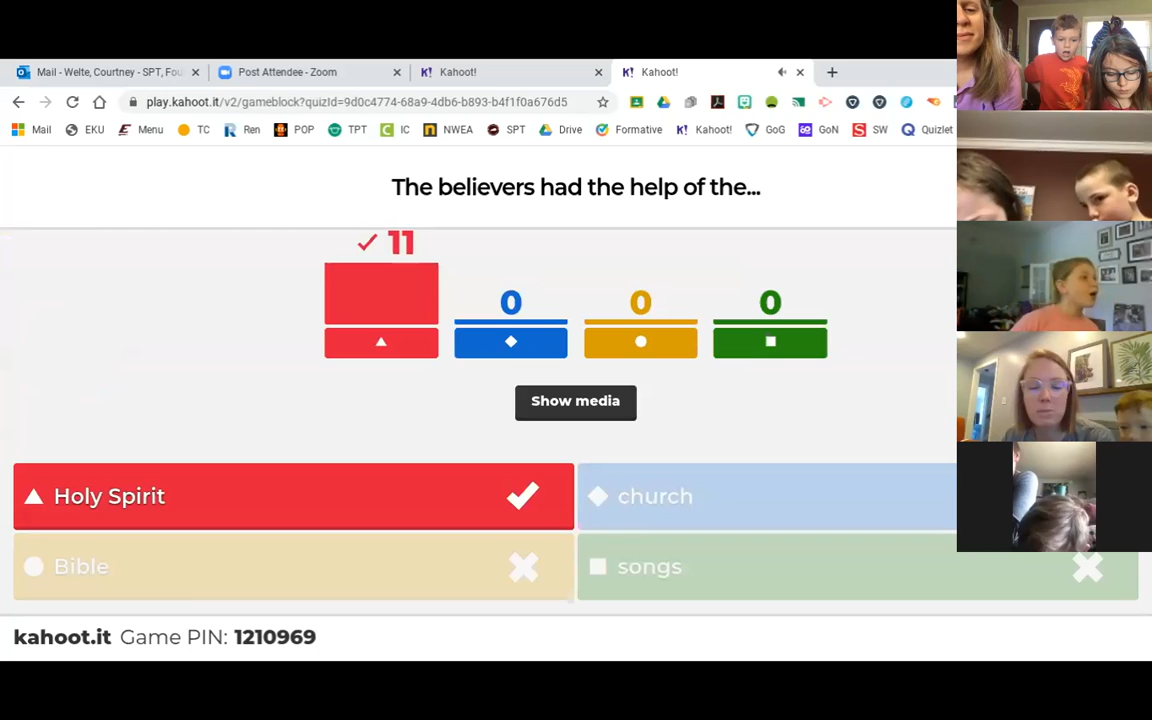 Mail - Welte, Courtney - SPT, Fou
Post Attendee - Zoom
Kahoot!
Kahoot!
play.kahoot.it/v2/gameblock?quizId=9d0c4774-68a9-4db6-b893-b4f1f0a676d5
Mail EKU Menu TC Ren POP TPT IC NWEA SPT Drive Formative Kahoot! GoG GoN SW Quizlet
The believers had the help of the...
11
0
0
0
Show media
Holy Spirit
church
Bible
songs
kahoot.it Game PIN: 1210969